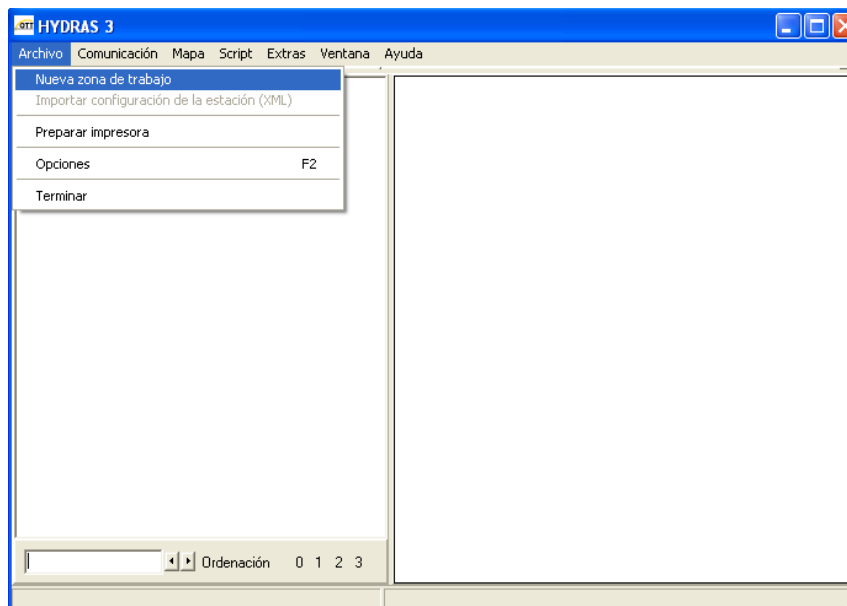 OTT HYDRAS 3
Archivo Comunicación Mapa Script Extras Ventana Ayuda
Nueva zona de trabajo
Importar configuración de la estación (XML)
Preparar impresora
Opciones F2
Terminar
Ordenación 0 1 2 3